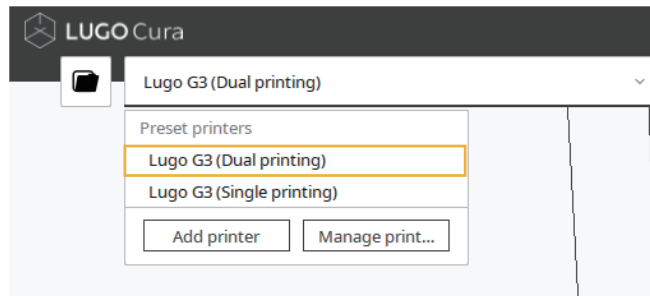 LUGO Cura
Lugo G3 (Dual printing)
Preset printers
Lugo G3 (Dual printing)
Lugo G3 (Single printing)
Add printer Manage print...